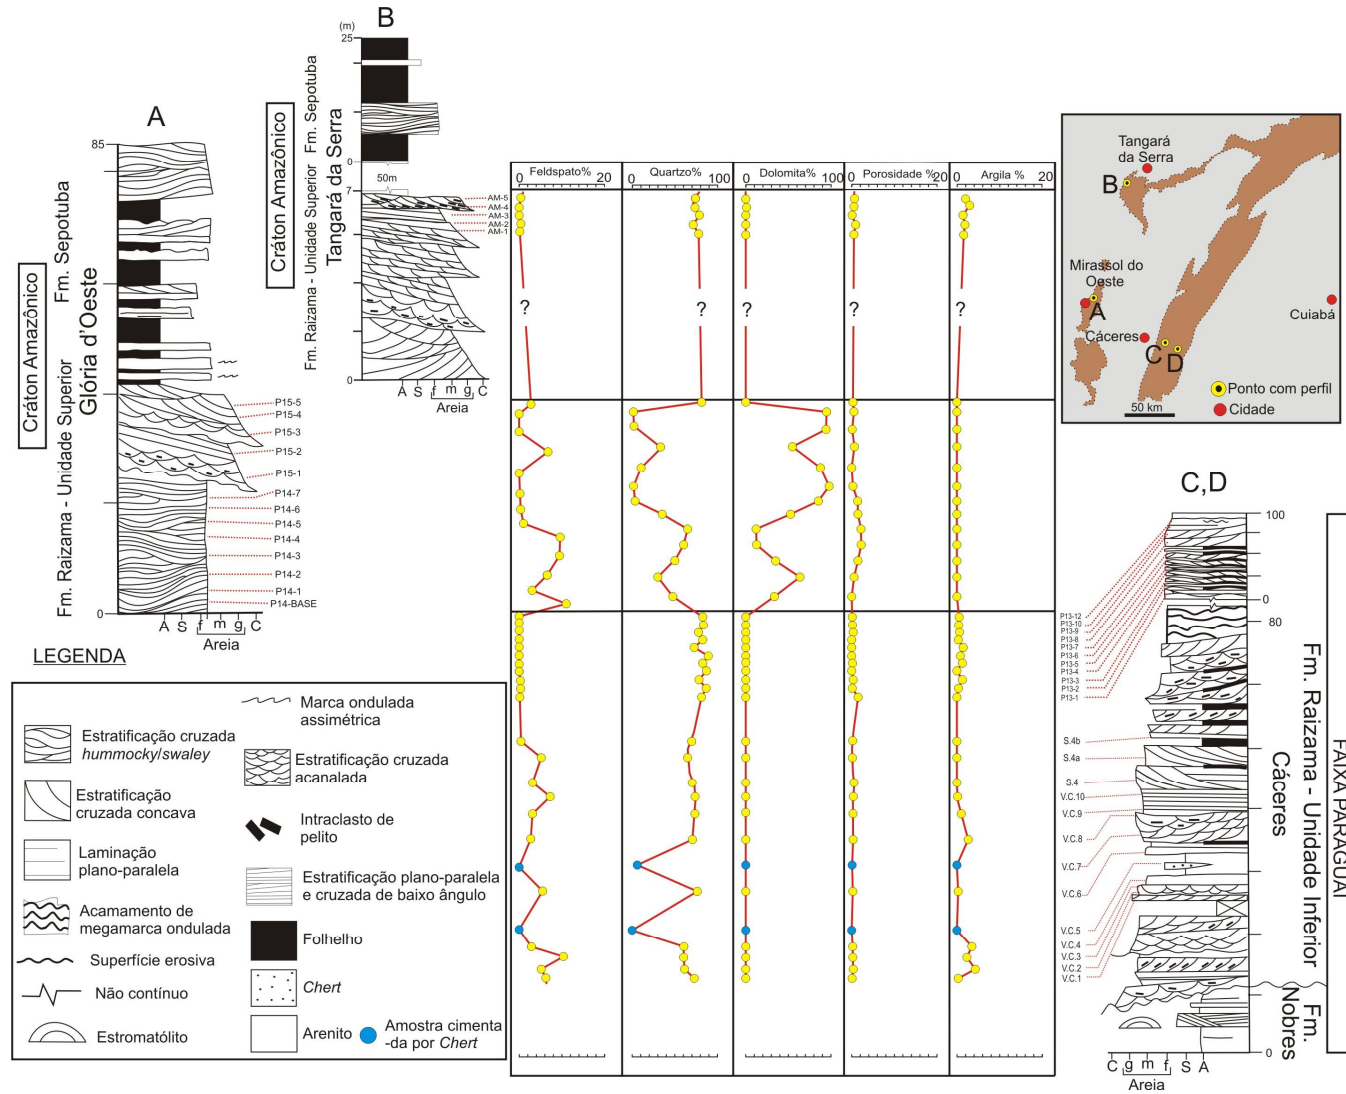 A
85
0
Cráton Amazônico
Fm. Raizama - Unidade Superior
Fm. Sepotuba
Glória d'Oeste
P15-5
P15-4
P15-3
P15-2
P15-1
P14-7
P14-6
P14-5
P14-4
P14-3
P14-2
P14-1
P14-BASE
A S f m g C
Areia
B
(m)
25
0
50m
7
0
Cráton Amazônico
Fm. Raizama - Unidade Superior
Fm. Sepotuba
Tangará da Serra
AM-5
AM-4
AM-3
AM-2
AM-1
A S f m g C
Areia
Feldspato%
0 20
Quartzo%
0 100
Dolomita%
0 100
Porosidade %
0 20
Argila %
0 20
? ? ? ? ?
Tangará
da Serra
B
Mirassol do
Oeste
A
Cáceres
C
D
Cuiabá
Ponto com perfil
Cidade
50 km
C,D
100
0
80
0
P13-12
P13-10
P13-9
P13-8
P13-7
P13-6
P13-5
P13-4
P13-3
P13-2
P13-1
S.4b
S.4a
S.4
V.C.10
V.C.9
V.C.8
V.C.7
V.C.6
V.C.5
V.C.4
V.C.3
V.C.2
V.C.1
C g m f S A
Areia
Cáceres
Fm. Raizama - Unidade Inferior
Fm.
Nobres
FAIXA PARAGUAI
LEGENDA
Estratificação cruzada
hummocky/swaley
Estratificação
cruzada concava
Laminação
plano-paralela
Acamamento de
megamarca ondulada
Superfície erosiva
Não contínuo
Estromatólito
Marca ondulada
assimétrica
Estratificação cruzada
acanalada
Intraclasto de
pelito
Estratificação plano-paralela
e cruzada de baixo ângulo
Folhelho
Chert
Arenito
Amostra cimenta
-da por Chert